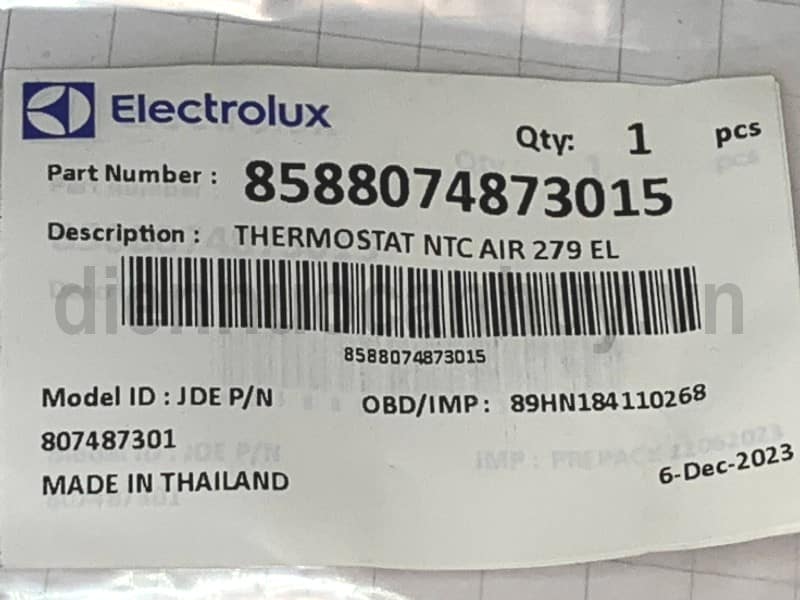 Electrolux
Qty: 1 pcs
Part Number : 8588074873015
Description : THERMOSTAT NTC AIR 279 EL
8588074873015
Model ID : JDE P/N
OBD/IMP : 89HN184110268
807487301
6-Dec-2023
MADE IN THAILAND